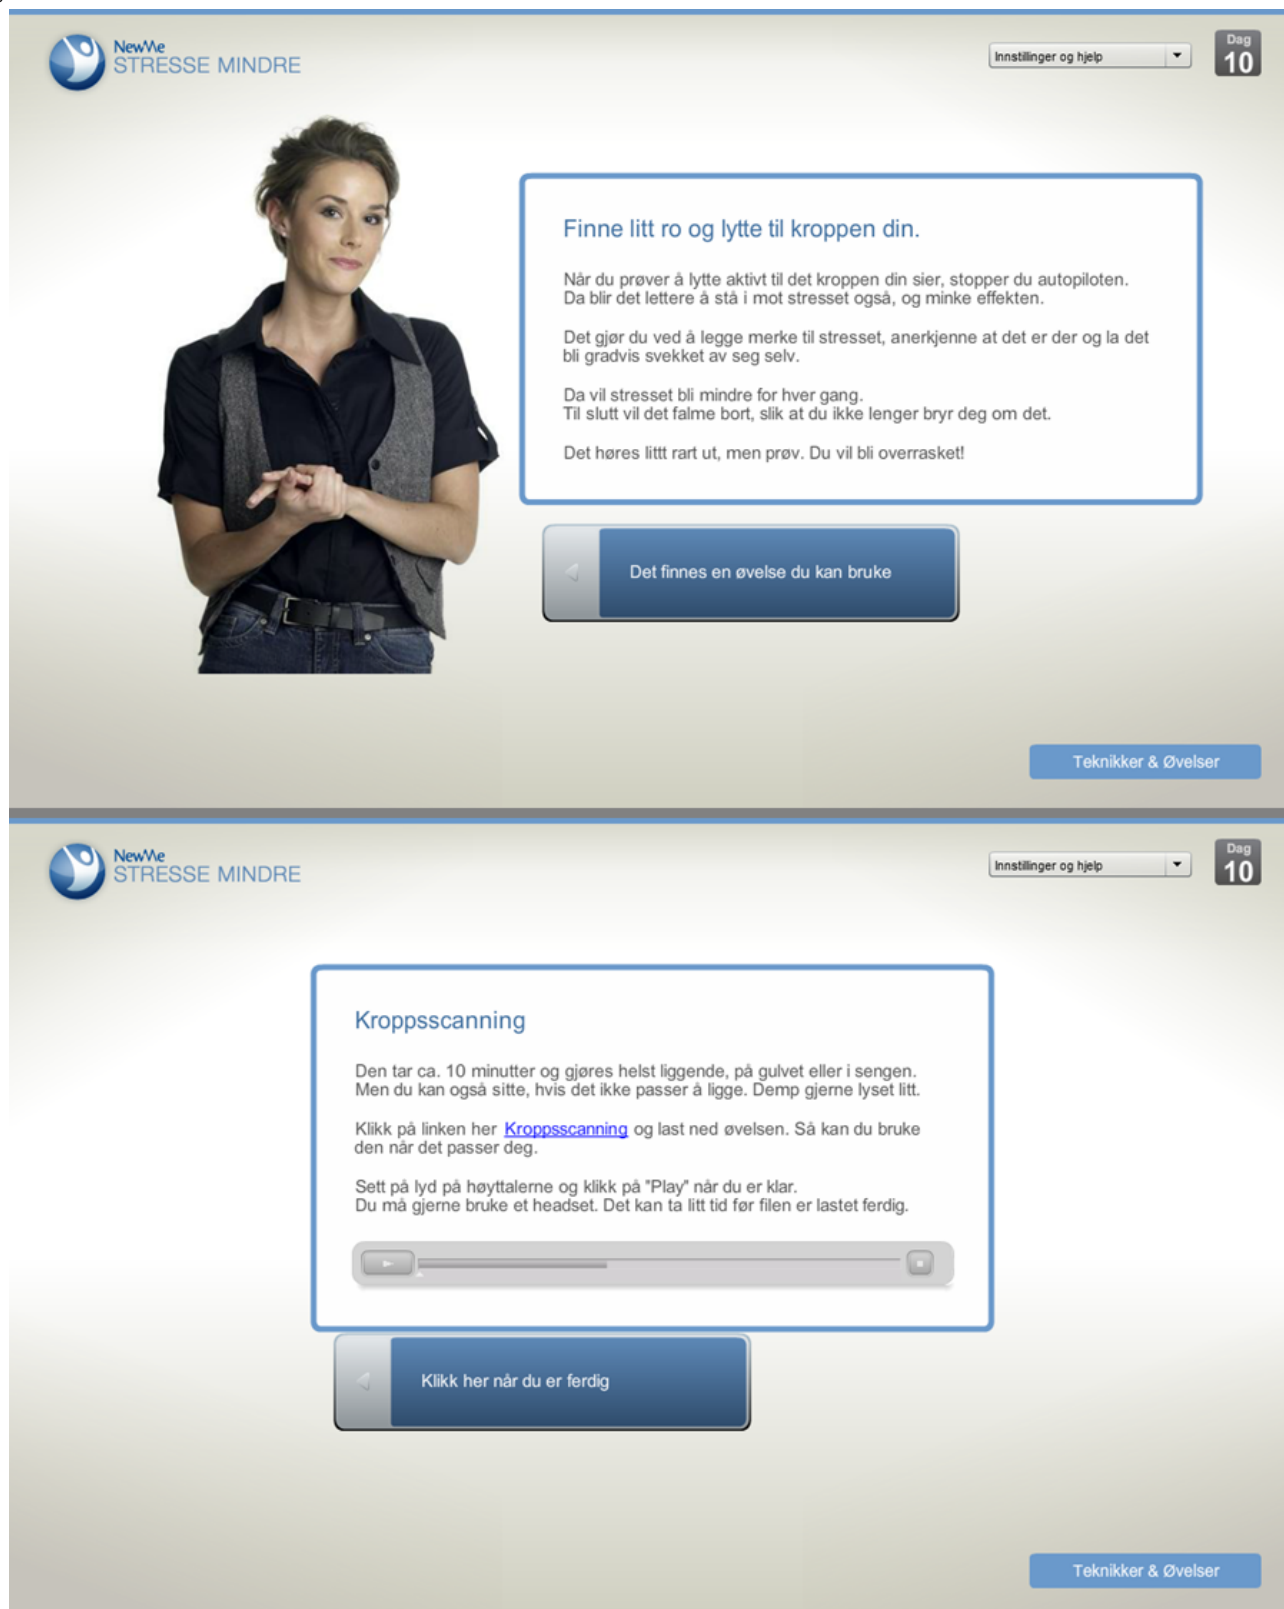 NewMe
STRESSE MINDRE
Innstillinger og hjelp
Dag
10
Finne litt ro og lytte til kroppen din.
Når du prøver å lytte aktivt til det kroppen din sier, stopper du autopiloten.
Da blir det lettere å stå i mot stresset også, og minke effekten.
Det gjør du ved å legge merke til stresset, anerkjenne at det er der og la det
bli gradvis svekket av seg selv.
Da vil stresset bli mindre for hver gang.
Til slutt vil det falme bort, slik at du ikke lenger bryr deg om det.
Det høres littt rart ut, men prøv. Du vil bli overrasket!
Det finnes en øvelse du kan bruke
Teknikker & Øvelser
NewMe
STRESSE MINDRE
Innstillinger og hjelp
Dag
10
Kroppsscanning
Den tar ca. 10 minutter og gjøres helst liggende, på gulvet eller i sengen.
Men du kan også sitte, hvis det ikke passer å ligge. Demp gjerne lyset litt.
Klikk på linken her Kroppsscanning og last ned øvelsen. Så kan du bruke
den når det passer deg.
Sett på lyd på høyttalerne og klikk på "Play" når du er klar.
Du må gjerne bruke et headset. Det kan ta litt tid før filen er lastet ferdig.
Klikk her når du er ferdig
Teknikker & Øvelser